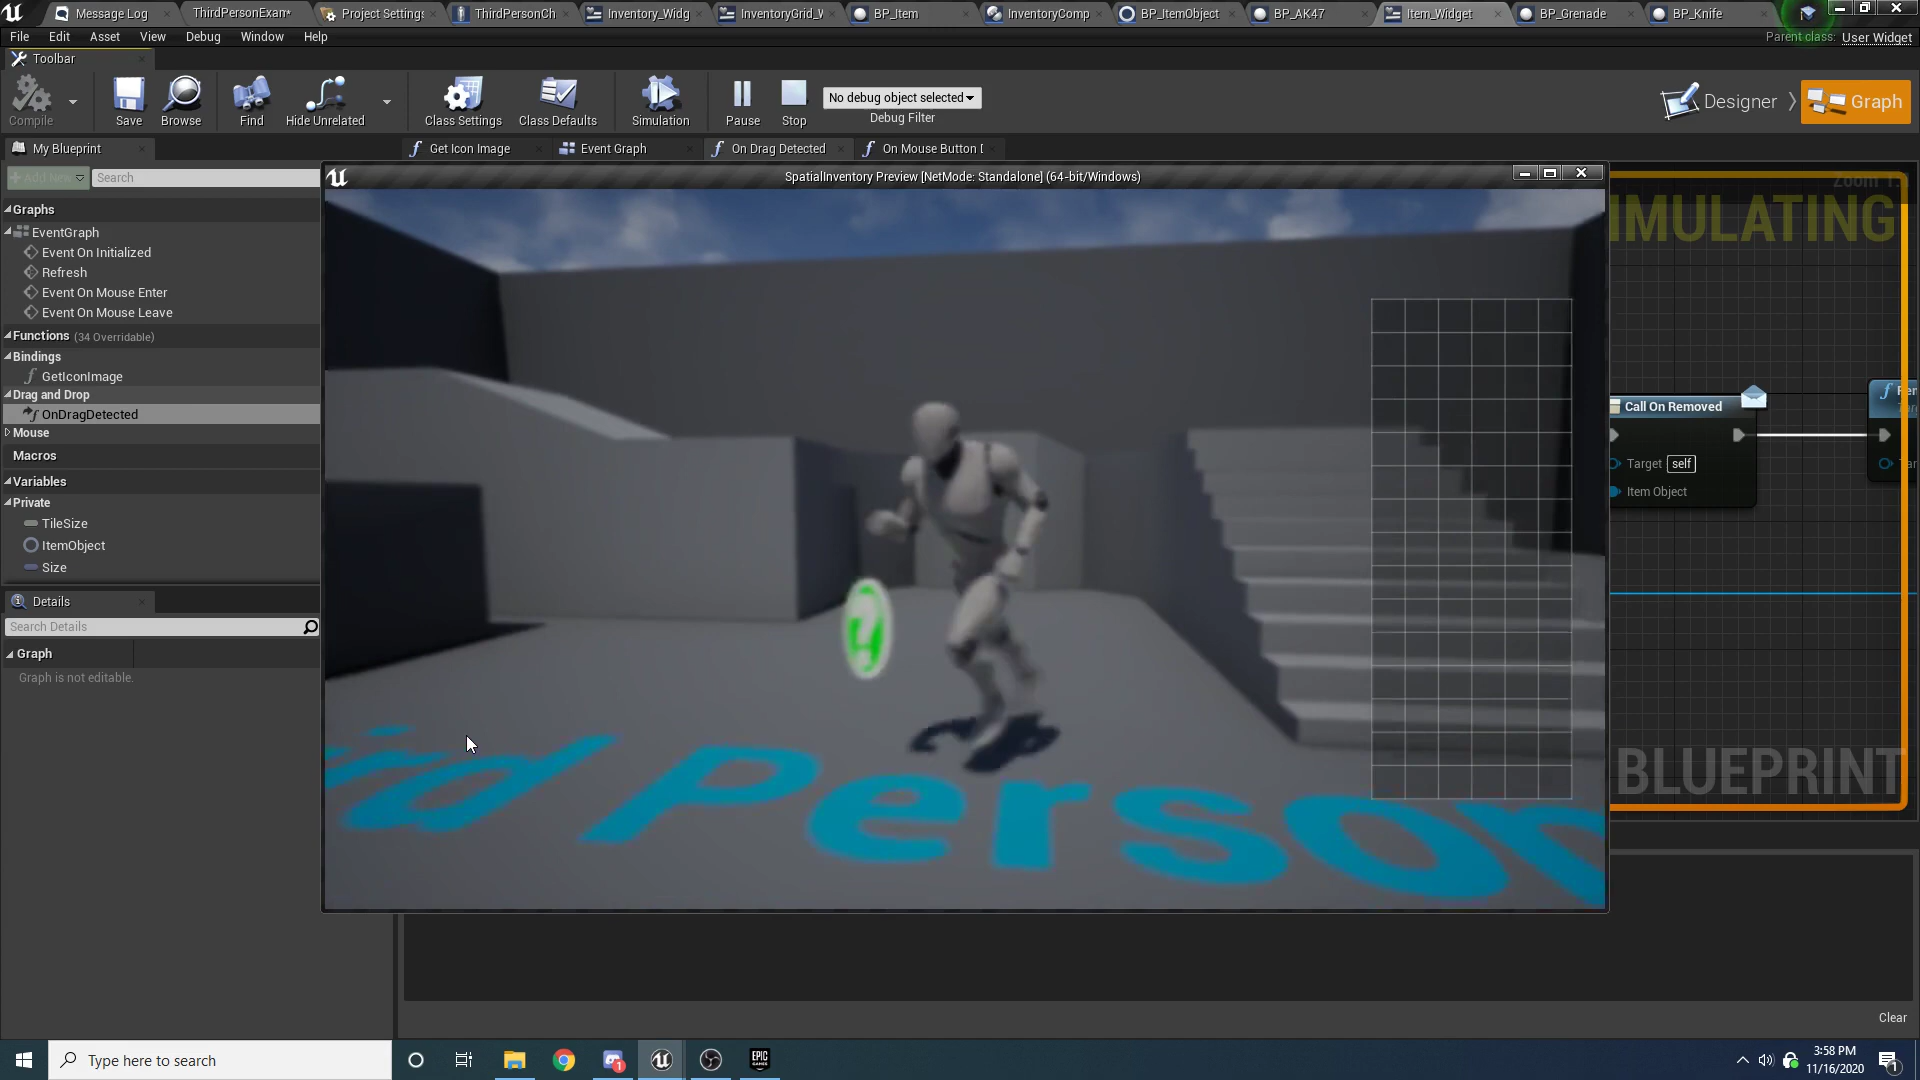 Message Log
ThirdPersonExam*
Project Settings
ThirdPersonCh
Inventory_Widg
InventoryGrid_W
BP_Item
InventoryComp
BP_ItemObject
BP_AK47
Item_Widget
BP_Grenade
BP_Knife
File Edit Asset View Debug Window Help
Parent class: User Widget
Toolbar
Compile
Save
Browse
Find
Hide Unrelated
Class Settings
Class Defaults
Simulation
Pause
Stop
No debug object selected
Debug Filter
Designer
Graph
My Blueprint
Get Icon Image
Event Graph
On Drag Detected
On Mouse Button D
Add New
Search
SpatialInventory Preview [NetMode: Standalone] (64-bit/Windows)
Graphs
EventGraph
Event On Initialized
Refresh
Event On Mouse Enter
Event On Mouse Leave
Functions (34 Overridable)
Bindings
GetIconImage
Drag and Drop
OnDragDetected
Mouse
Macros
Variables
Private
TileSize
ItemObject
Size
Details
Search Details
Graph
Graph is not editable.
IMULATING
Call On Removed
Target self
Item Object
BLUEPRINT
rd Person
Clear
Type here to search
EPIC GAMES
3:58 PM
11/16/2020